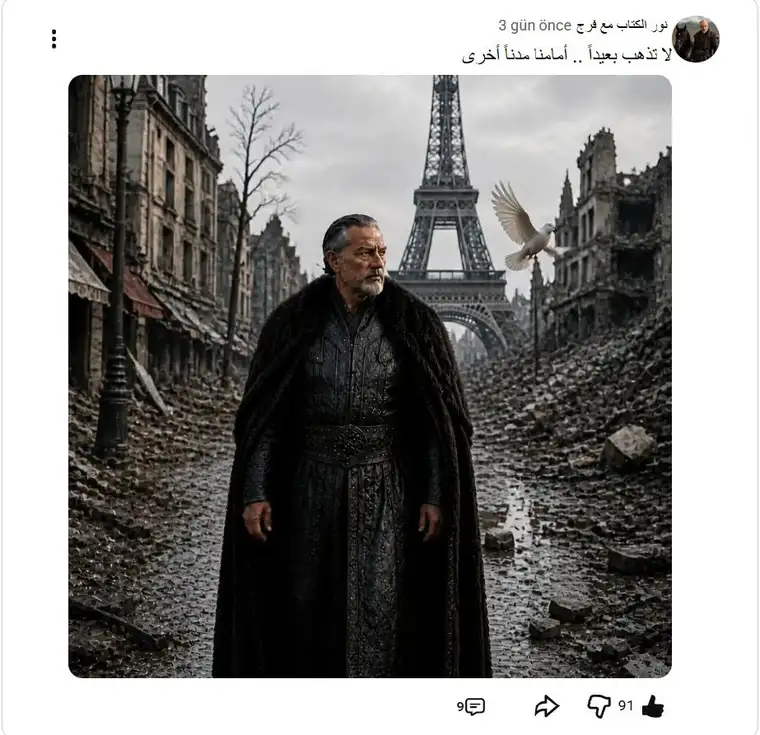 نور الكتاب مع فرج 3 gün önce
لا تذهب بعيداً .. أمامنا مدناً أخرى
91
9